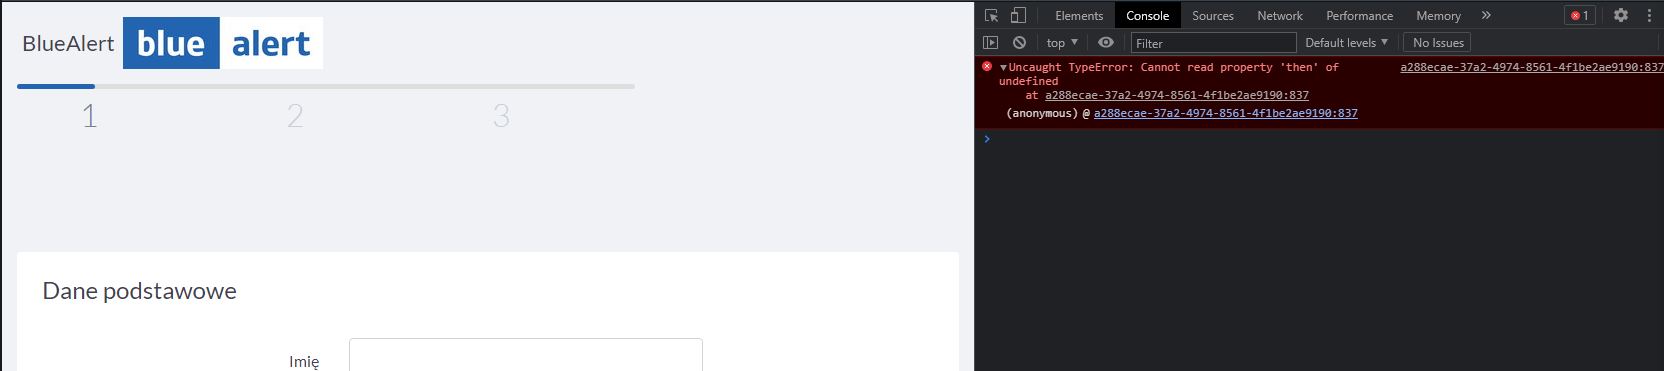 BlueAlert blue alert
1 2 3
Dane podstawowe
Imię
Elements Console Sources Network Performance Memory » 1
top ▼ Filter Default levels ▼ No Issues
▼Uncaught TypeError: Cannot read property 'then' of a288ecae-37a2-4974-8561-4f1be2ae9190:837
undefined
at a288ecae-37a2-4974-8561-4f1be2ae9190:837
(anonymous) @ a288ecae-37a2-4974-8561-4f1be2ae9190:837
›